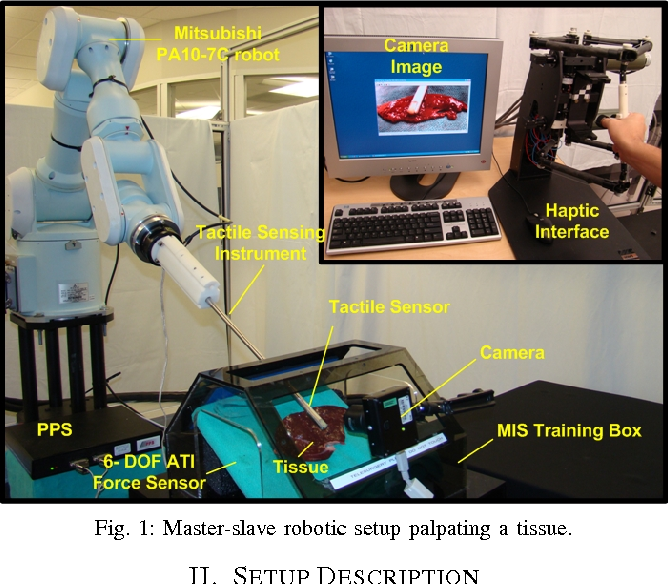 Mitsubishi
PA10-7C robot
Camera
Image
Haptic
Interface
Tactile Sensing
Instrument
Tactile Sensor
Camera
PPS
MIS Training Box
6- DOF ATI
Force Sensor
Tissue
Fig. 1: Master-slave robotic setup palpating a tissue.
II. SETUP DESCRIPTION